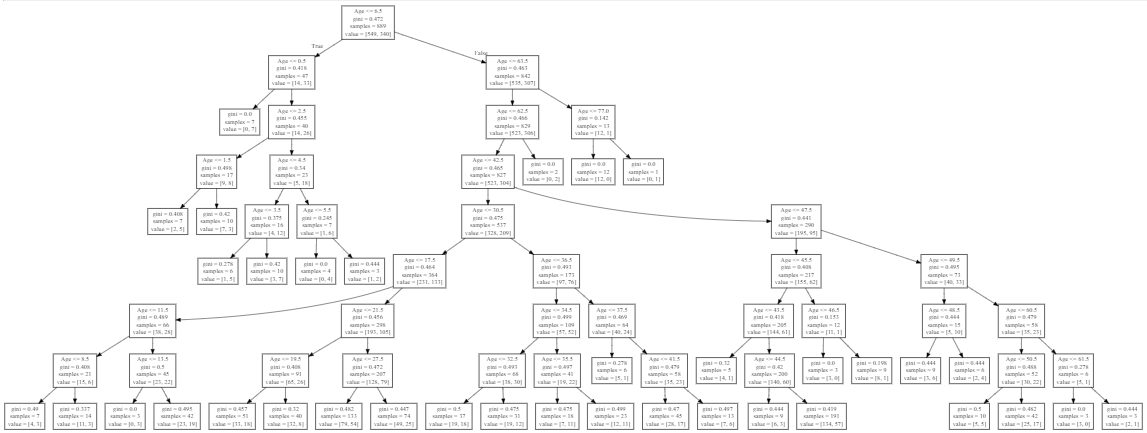 Age <= 6.5
gini = 0.472
samples = 889
value = [549, 340]
True
False
Age <= 0.5
gini = 0.418
samples = 47
value = [14, 33]
Age <= 63.5
gini = 0.463
samples = 842
value = [535, 307]
gini = 0.0
samples = 7
value = [0, 7]
Age <= 2.5
gini = 0.455
samples = 40
value = [14, 26]
Age <= 62.5
gini = 0.466
samples = 829
value = [523, 306]
Age <= 77.0
gini = 0.142
samples = 13
value = [12, 1]
Age <= 1.5
gini = 0.498
samples = 17
value = [9, 8]
Age <= 4.5
gini = 0.34
samples = 23
value = [5, 18]
Age <= 42.5
gini = 0.465
samples = 827
value = [523, 304]
gini = 0.0
samples = 2
value = [0, 2]
gini = 0.0
samples = 12
value = [12, 0]
gini = 0.0
samples = 1
value = [0, 1]
gini = 0.408
samples = 7
value = [2, 5]
gini = 0.42
samples = 10
value = [7, 3]
Age <= 3.5
gini = 0.375
samples = 16
value = [4, 12]
Age <= 5.5
gini = 0.245
samples = 7
value = [1, 6]
Age <= 30.5
gini = 0.475
samples = 537
value = [328, 209]
Age <= 47.5
gini = 0.441
samples = 290
value = [195, 95]
gini = 0.278
samples = 6
value = [1, 5]
gini = 0.42
samples = 10
value = [3, 7]
gini = 0.0
samples = 4
value = [0, 4]
gini = 0.444
samples = 3
value = [1, 2]
Age <= 17.5
gini = 0.464
samples = 364
value = [231, 133]
Age <= 36.5
gini = 0.493
samples = 173
value = [97, 76]
Age <= 45.5
gini = 0.408
samples = 217
value = [155, 62]
Age <= 49.5
gini = 0.495
samples = 73
value = [40, 33]
Age <= 11.5
gini = 0.489
samples = 66
value = [38, 28]
Age <= 21.5
gini = 0.456
samples = 298
value = [193, 105]
Age <= 34.5
gini = 0.499
samples = 109
value = [57, 52]
Age <= 37.5
gini = 0.469
samples = 64
value = [40, 24]
Age <= 43.5
gini = 0.418
samples = 205
value = [144, 61]
Age <= 46.5
gini = 0.153
samples = 12
value = [11, 1]
Age <= 48.5
gini = 0.444
samples = 15
value = [5, 10]
Age <= 60.5
gini = 0.479
samples = 58
value = [35, 23]
Age <= 8.5
gini = 0.408
samples = 21
value = [15, 6]
Age <= 13.5
gini = 0.5
samples = 45
value = [23, 22]
Age <= 19.5
gini = 0.408
samples = 91
value = [65, 26]
Age <= 27.5
gini = 0.472
samples = 207
value = [128, 79]
Age <= 32.5
gini = 0.493
samples = 68
value = [38, 30]
Age <= 35.5
gini = 0.497
samples = 41
value = [19, 22]
gini = 0.278
samples = 6
value = [5, 1]
Age <= 41.5
gini = 0.479
samples = 58
value = [35, 23]
gini = 0.32
samples = 5
value = [4, 1]
Age <= 44.5
gini = 0.42
samples = 200
value = [140, 60]
gini = 0.0
samples = 3
value = [3, 0]
gini = 0.198
samples = 9
value = [8, 1]
gini = 0.444
samples = 9
value = [3, 6]
gini = 0.444
samples = 6
value = [2, 4]
Age <= 50.5
gini = 0.488
samples = 52
value = [30, 22]
Age <= 61.5
gini = 0.278
samples = 6
value = [5, 1]
gini = 0.49
samples = 7
value = [4, 3]
gini = 0.337
samples = 14
value = [11, 3]
gini = 0.0
samples = 3
value = [0, 3]
gini = 0.495
samples = 42
value = [23, 19]
gini = 0.457
samples = 51
value = [33, 18]
gini = 0.32
samples = 40
value = [32, 8]
gini = 0.482
samples = 133
value = [79, 54]
gini = 0.447
samples = 74
value = [49, 25]
gini = 0.5
samples = 37
value = [19, 18]
gini = 0.475
samples = 31
value = [19, 12]
gini = 0.475
samples = 18
value = [7, 11]
gini = 0.499
samples = 23
value = [12, 11]
gini = 0.47
samples = 45
value = [28, 17]
gini = 0.497
samples = 13
value = [7, 6]
gini = 0.444
samples = 9
value = [6, 3]
gini = 0.419
samples = 191
value = [134, 57]
gini = 0.5
samples = 10
value = [5, 5]
gini = 0.482
samples = 42
value = [25, 17]
gini = 0.0
samples = 3
value = [3, 0]
gini = 0.444
samples = 3
value = [2, 1]